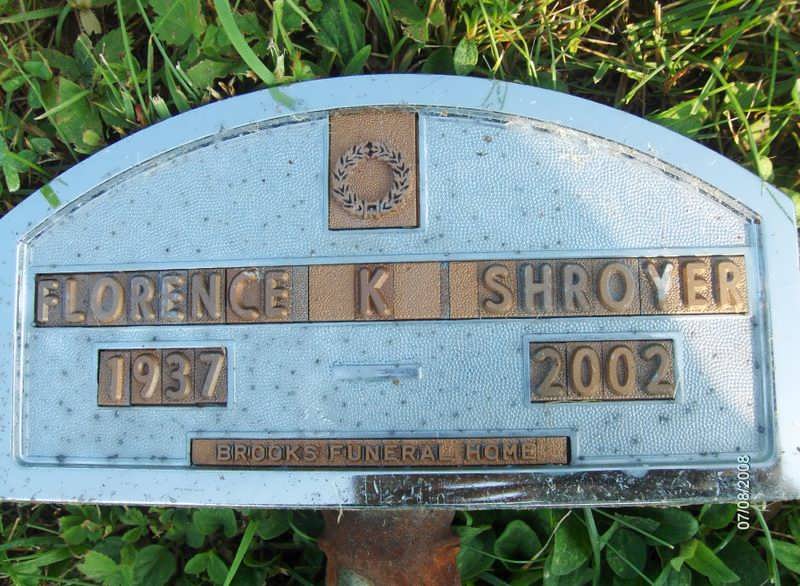 FLORENCE K SHROYER
1937 - 2002
BROOKS FUNERAL HOME
07/08/2008